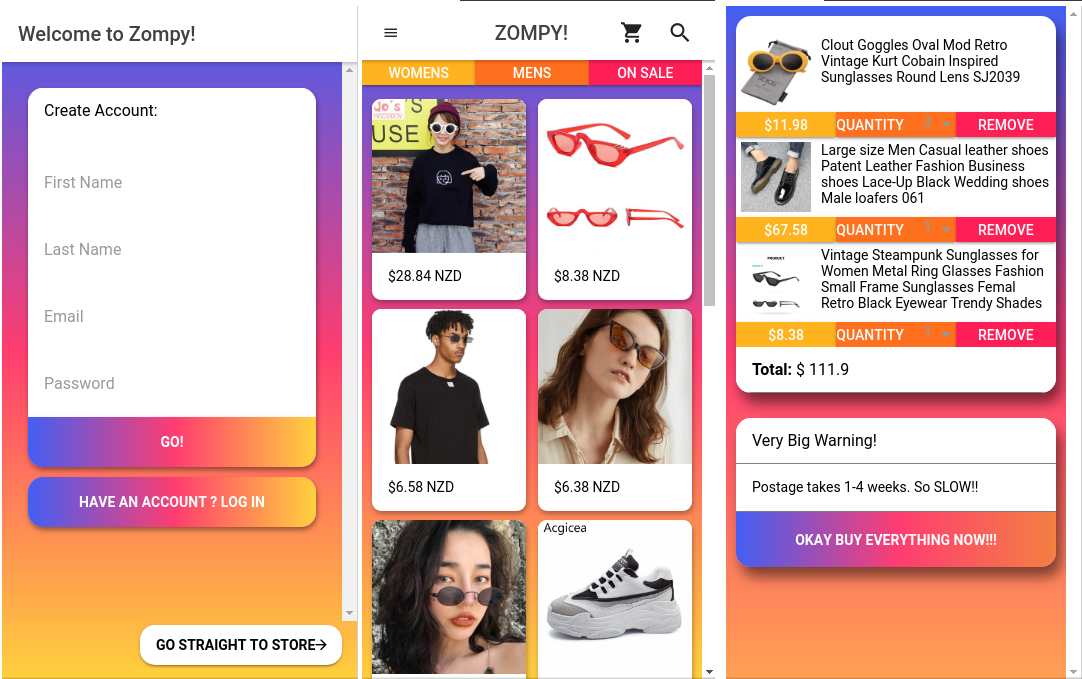 Welcome to Zompy!
Create Account:
First Name
Last Name
Email
Password
GO!
HAVE AN ACCOUNT ? LOG IN
GO STRAIGHT TO STORE→
ZOMPY!
WOMENS
MENS
ON SALE
Jo's
S
USE
$28.84 NZD
$8.38 NZD
$6.58 NZD
$6.38 NZD
Acgicea
Clout Goggles Oval Mod Retro
Vintage Kurt Cobain Inspired
Sunglasses Round Lens SJ2039
$11.98
QUANTITY
3
REMOVE
Large size Men Casual leather shoes
Patent Leather Fashion Business
shoes Lace-Up Black Wedding shoes
Male loafers 061
$67.58
QUANTITY
1
REMOVE
PRODUCT
Vintage Steampunk Sunglasses for
Women Metal Ring Glasses Fashion
Small Frame Sunglasses Femal
Retro Black Eyewear Trendy Shades
$8.38
QUANTITY
1
REMOVE
Total: $ 111.9
Very Big Warning!
Postage takes 1-4 weeks. So SLOW!!
OKAY BUY EVERYTHING NOW!!!